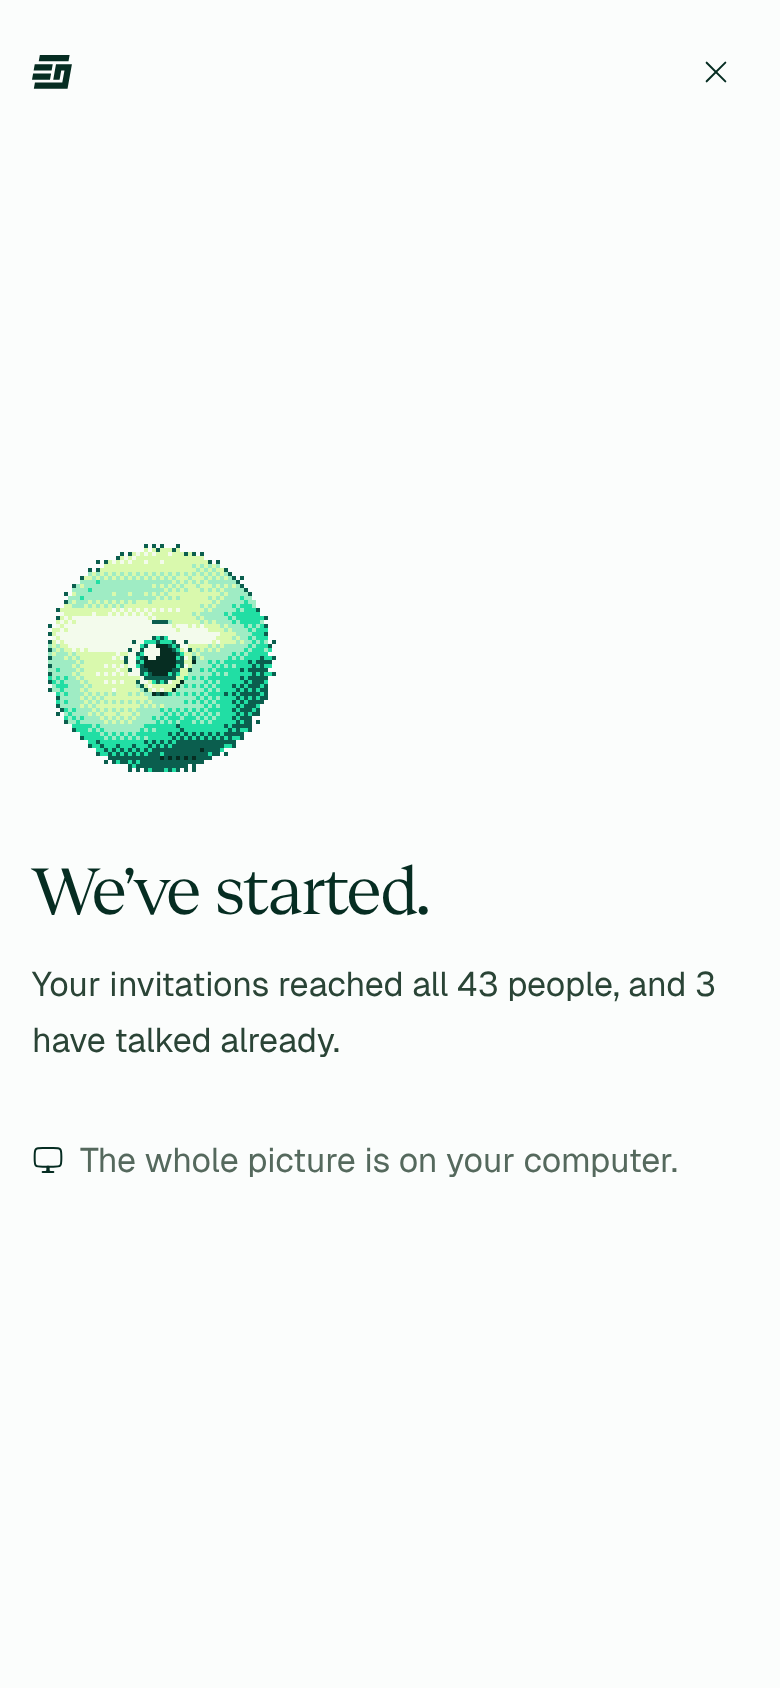 We’ve started.
Your invitations reached all 43 people, and 3
have talked already.
The whole picture is on your computer.